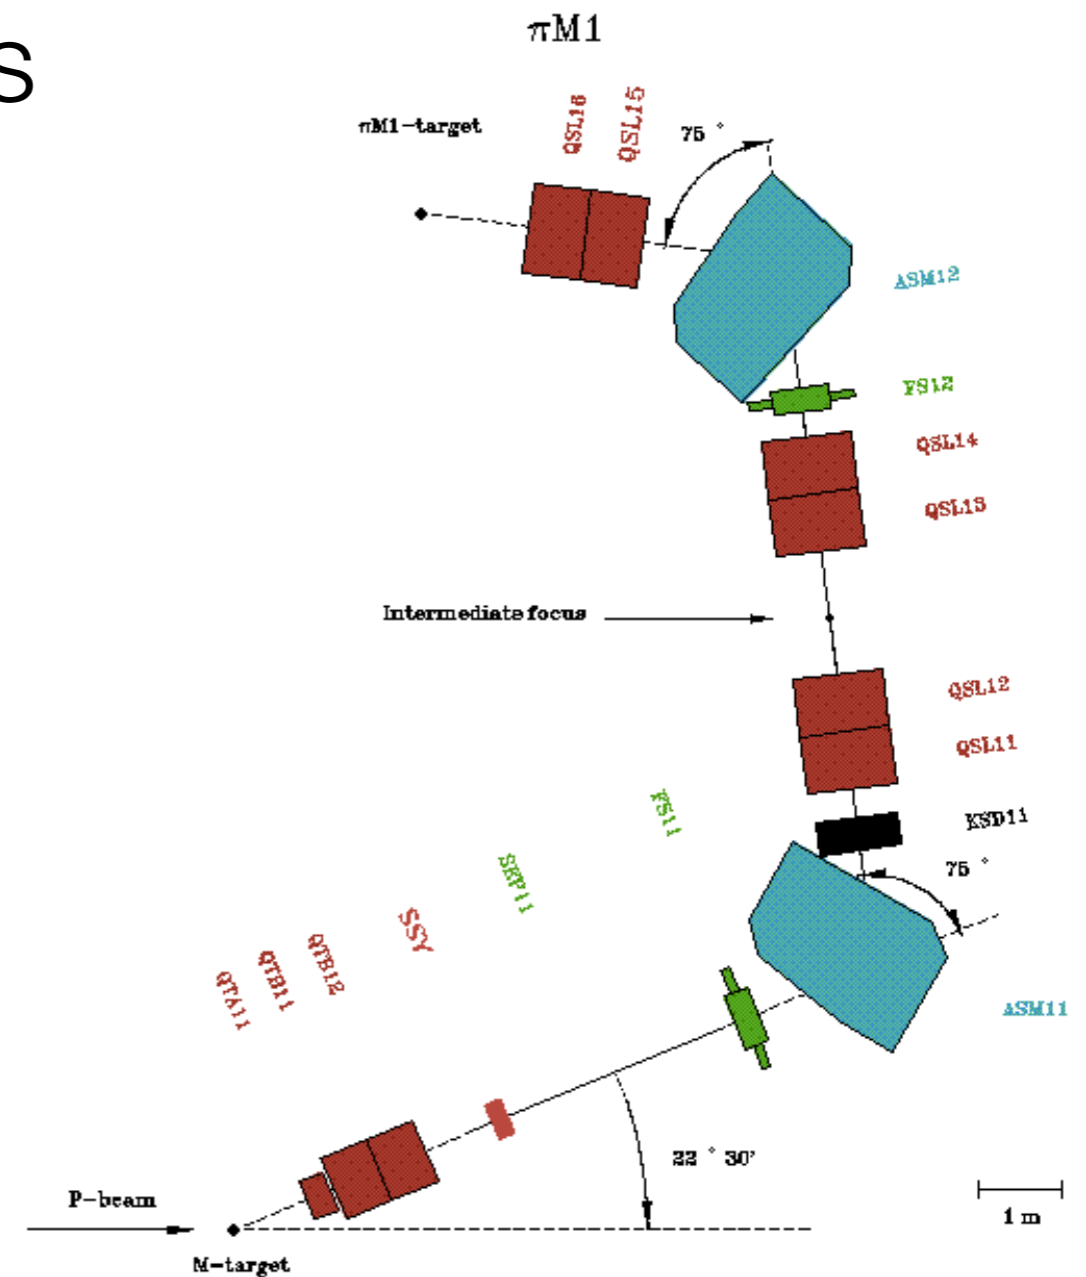 πM1
S
QSL16
QSL15
75 °
πM1-target
ASM12
FS12
QSL14
QSL13
Intermediate focus
QSL12
QSL11
KSD11
75 °
FS11
SEP11
SSY
QTB12
QTB11
QTA11
ASM11
22 ° 30'
P-beam
1 m
M-target